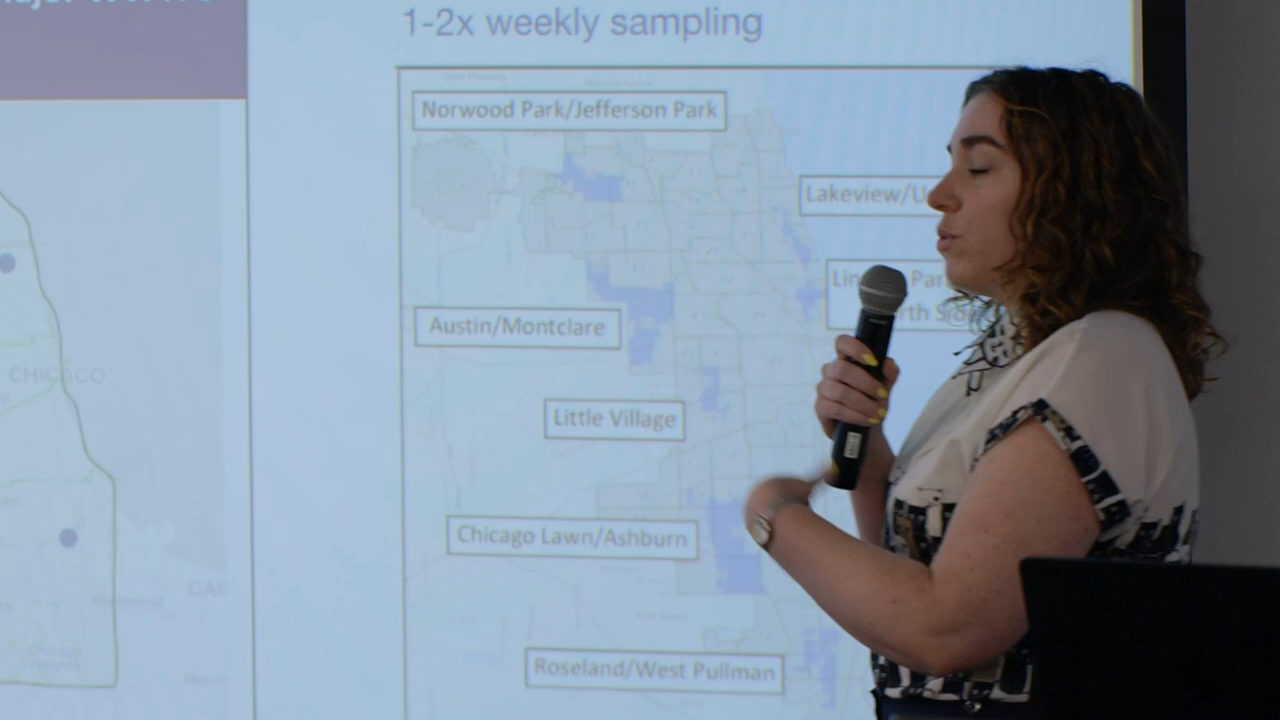 1-2x weekly sampling
Norwood Park/Jefferson Park
Lakeview/U
Austin/Montclare
Little Village
CHICAGO
Chicago Lawn/Ashburn
Roseland/West Pullman